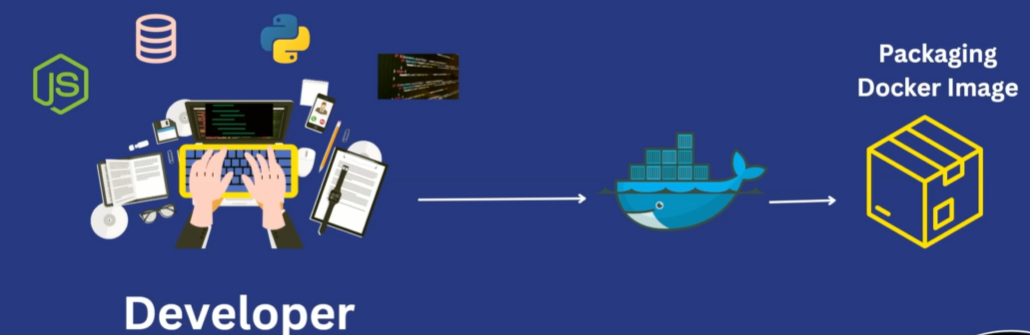 JS
Packaging
Docker Image
Developer